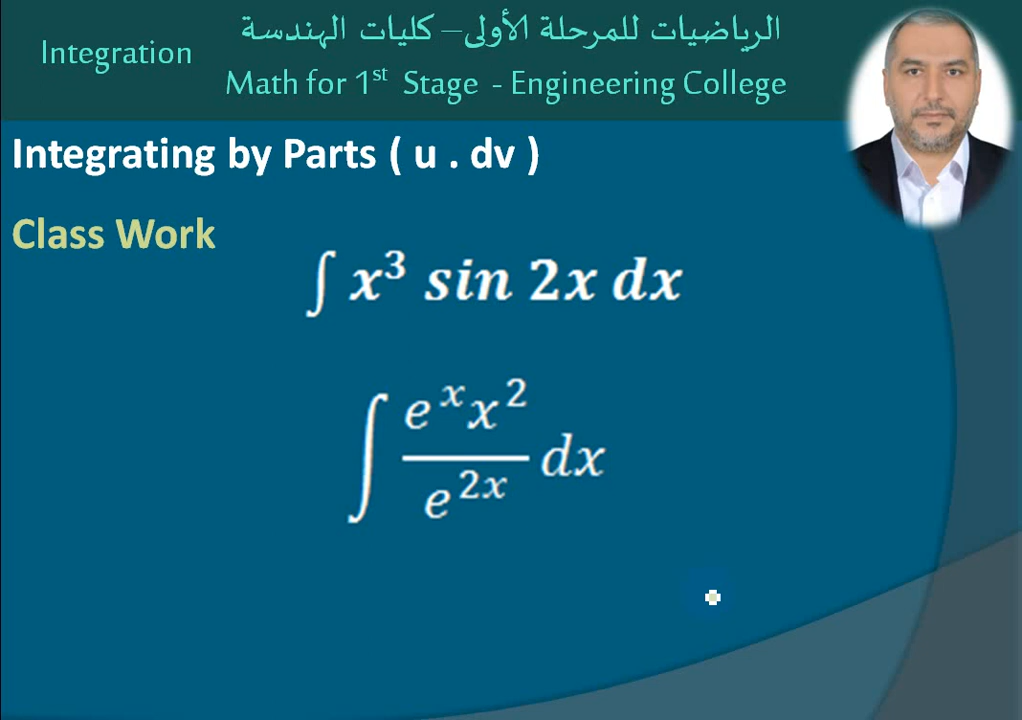 Integration
الرياضيات للمرحلة الأولى – كليات الهندسة
Math for 1st Stage - Engineering College
Integrating by Parts ( u . dv )
Class Work
∫ x³ sin 2x dx
∫ eˣx² / e²ˣ dx